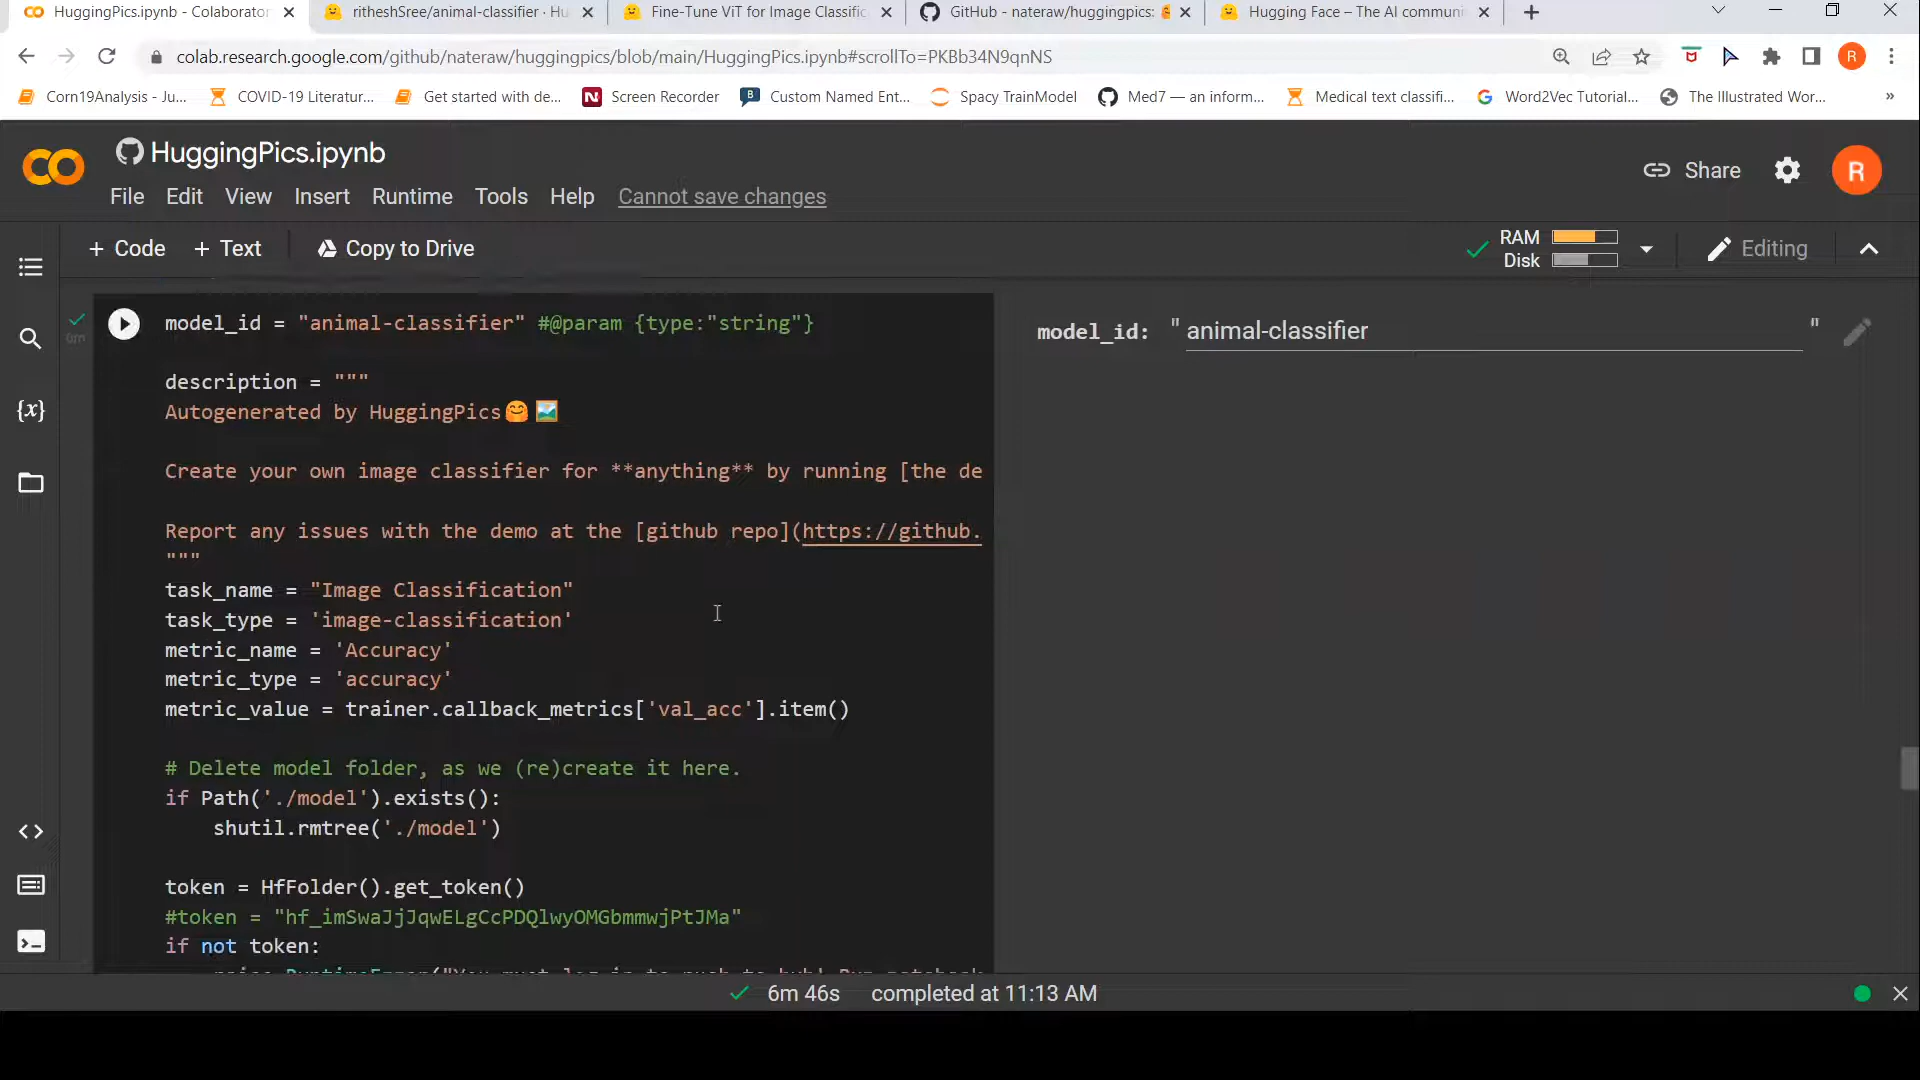 HuggingPics.ipynb - Colaborator
ritheshSree/animal-classifier · Hu
Fine-Tune ViT for Image Classific
GitHub - nateraw/huggingpics: 🤗
Hugging Face – The AI communi
colab.research.google.com/github/nateraw/huggingpics/blob/main/HuggingPics.ipynb#scrollTo=PKBb34N9qnNS
R
Corn19Analysis - Ju...
COVID-19 Literatur...
Get started with de...
Screen Recorder
Custom Named Ent...
Spacy TrainModel
Med7 — an inform...
Medical text classifi...
Word2Vec Tutorial...
The Illustrated Wor...
»
HuggingPics.ipynb
Share
R
File Edit View Insert Runtime Tools Help Cannot save changes
+ Code + Text Copy to Drive
RAM
Disk
Editing
model_id = "animal-classifier" #@param {type:"string"}
description = """
Autogenerated by HuggingPics🤗🖼️
Create your own image classifier for **anything** by running [the de
Report any issues with the demo at the [github repo](https://github.
"""
task_name = "Image Classification"
task_type = 'image-classification'
metric_name = 'Accuracy'
metric_type = 'accuracy'
metric_value = trainer.callback_metrics['val_acc'].item()
# Delete model folder, as we (re)create it here.
if Path('./model').exists():
shutil.rmtree('./model')
token = HfFolder().get_token()
#token = "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"
if not token:
model_id: " animal-classifier "
6m 46s completed at 11:13 AM